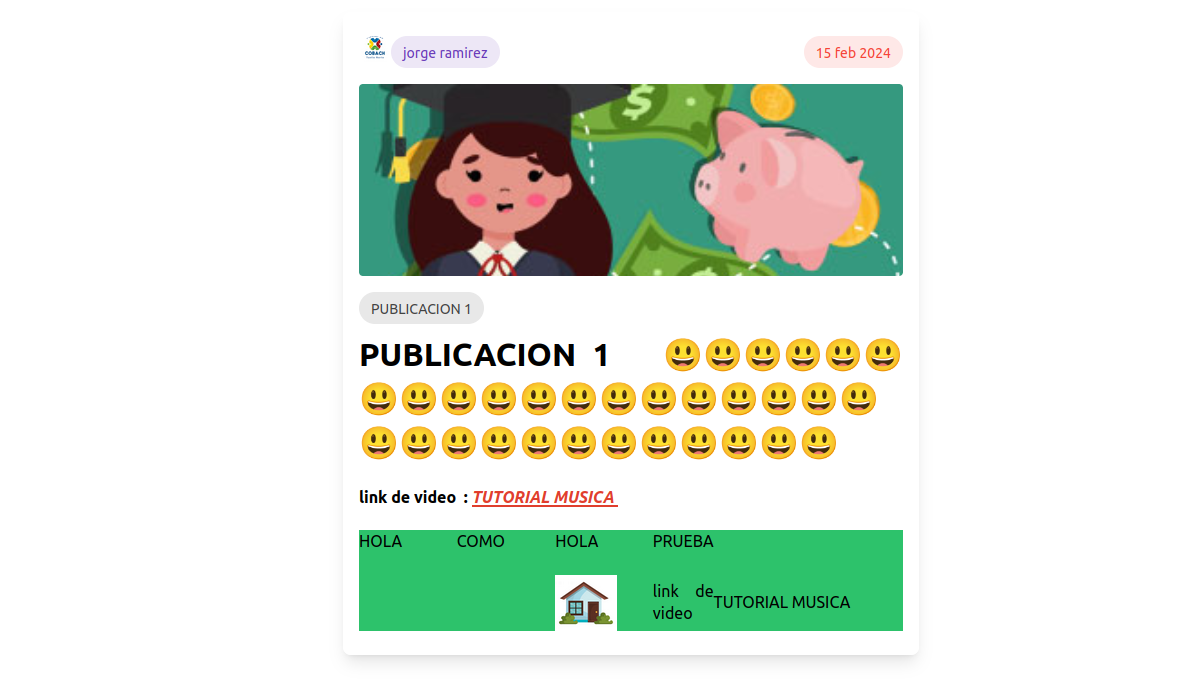 COBACH
jorge ramirez
15 feb 2024
$
$
$
PUBLICACION 1
PUBLICACION 1 😃😃😃😃😃😃
😃😃😃😃😃😃😃😃😃😃😃😃😃
😃😃😃😃😃😃😃😃😃😃😃😃
link de video : TUTORIAL MUSICA
HOLA COMO HOLA PRUEBA
link de
video TUTORIAL MUSICA